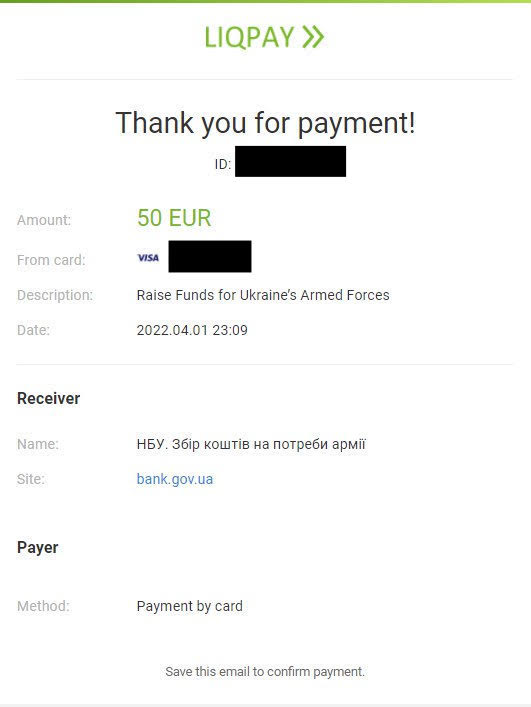 LIQPAY
Thank you for payment!
ID:
Amount: 50 EUR
From card: VISA
Description: Raise Funds for Ukraine’s Armed Forces
Date: 2022.04.01 23:09
Receiver
Name: НБУ. Збір коштів на потреби армії
Site: bank.gov.ua
Payer
Method: Payment by card
Save this email to confirm payment.